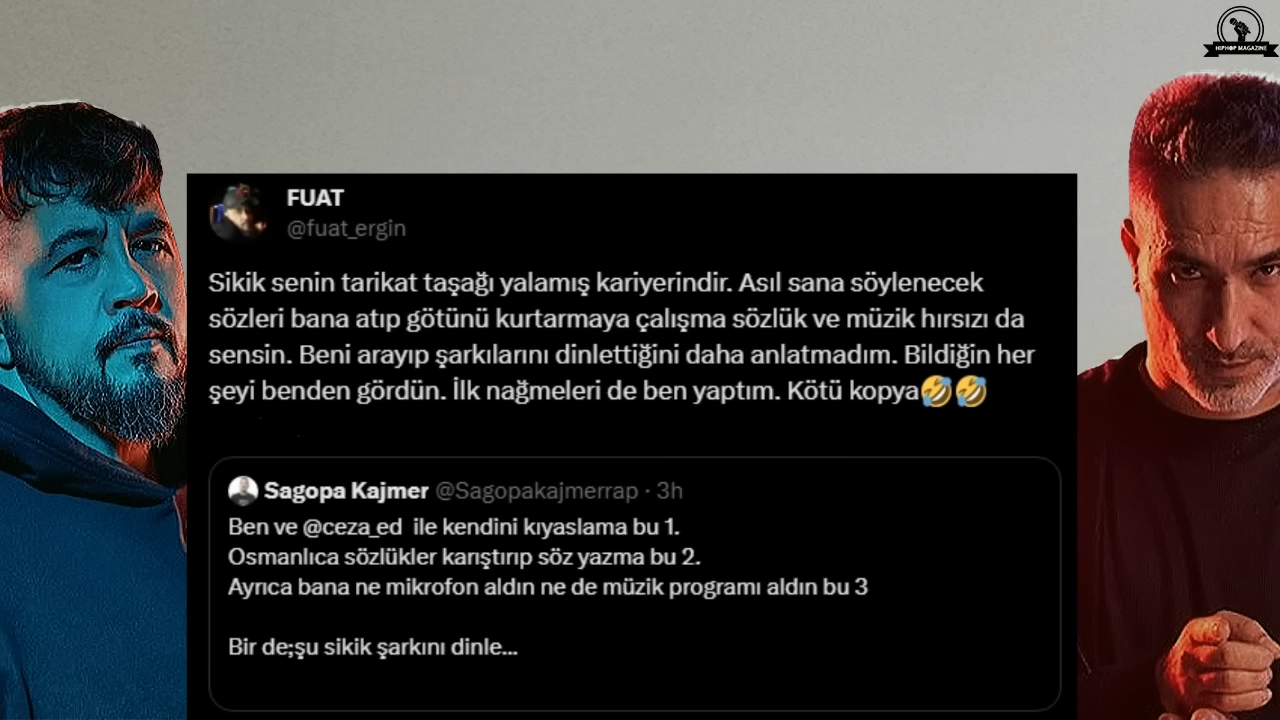 HIPHOP MAGAZINE
FUAT
@fuat_ergin
Sikik senin tarikat taşağı yalamış kariyerindir. Asıl sana söylenecek
sözleri bana atıp götünü kurtarmaya çalışma sözlük ve müzik hırsızı da
sensin. Beni arayıp şarkılarını dinlettiğini daha anlatmadım. Bildiğin her
şeyi benden gördün. İlk nağmeleri de ben yaptım. Kötü kopya🤣🤣
Sagopa Kajmer @Sagopakajmerrap · 3h
Ben ve @ceza_ed ile kendini kıyaslama bu 1.
Osmanlıca sözlükler karıştırıp söz yazma bu 2.
Ayrıca bana ne mikrofon aldın ne de müzik programı aldın bu 3
Bir de;şu sikik şarkını dinle...